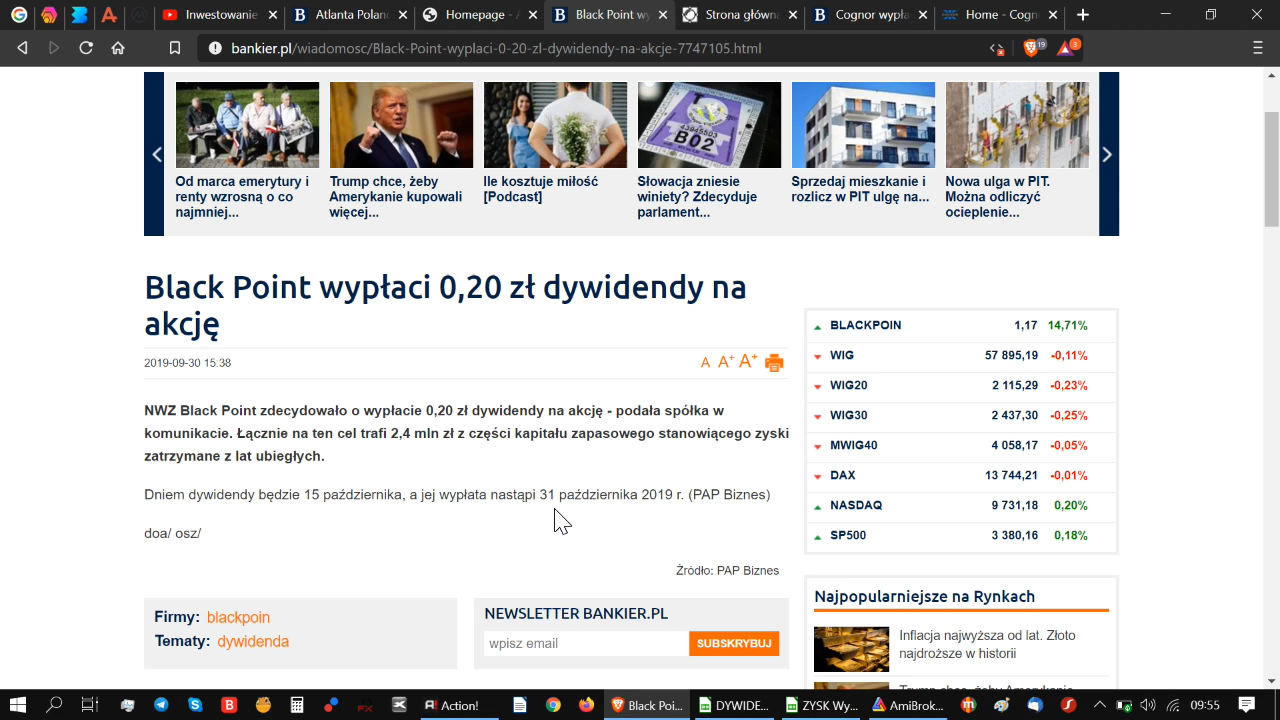 Inwestowanie
Atlanta Polan
Homepage - A
Black Point wy
Strona główn
Cognor wypła
Home - Cogn
bankier.pl/wiadomosc/Black-Point-wyplaci-0-20-zl-dywidendy-na-akcje-7747105.html
19
3
B02
Od marca emerytury i
renty wzrosną o co
najmniej...
Trump chce, żeby
Amerykanie kupowali
więcej...
Ile kosztuje miłość
[Podcast]
Słowacja zniesie
winiety? Zdecyduje
parlament...
Sprzedaj mieszkanie i
rozlicz w PIT ulgę na...
Nowa ulga w PIT.
Można odliczyć
ocieplenie...
Black Point wypłaci 0,20 zł dywidendy na
akcję
2019-09-30 15:38
A A+ A+
NWZ Black Point zdecydowało o wypłacie 0,20 zł dywidendy na akcję - podała spółka w
komunikacie. Łącznie na ten cel trafi 2,4 mln zł z części kapitału zapasowego stanowiącego zyski
zatrzymane z lat ubiegłych.
Dniem dywidendy będzie 15 października, a jej wypłata nastąpi 31 października 2019 r. (PAP Biznes)
doa/ osz/
Źródło: PAP Biznes
Firmy: blackpoin
Tematy: dywidenda
NEWSLETTER BANKIER.PL
wpisz email
SUBSKRYBUJ
BLACKPOIN 1,17 14,71%
WIG 57 895,19 -0,11%
WIG20 2 115,29 -0,23%
WIG30 2 437,30 -0,25%
MWIG40 4 058,17 -0,05%
DAX 13 744,21 -0,01%
NASDAQ 9 731,18 0,20%
SP500 3 380,16 0,18%
Najpopularniejsze na Rynkach
Inflacja najwyższa od lat. Złoto
najdroższe w historii
Trump chce, żeby Amerykanie
Action!
Black Poi...
DYWIDE...
ZYSK Wy...
AmiBrok...
09:55